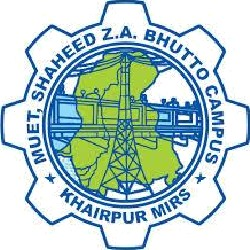 MUET, SHAHEED Z.A. BHUTTO CAMPUS
KHAIRPUR MIRS